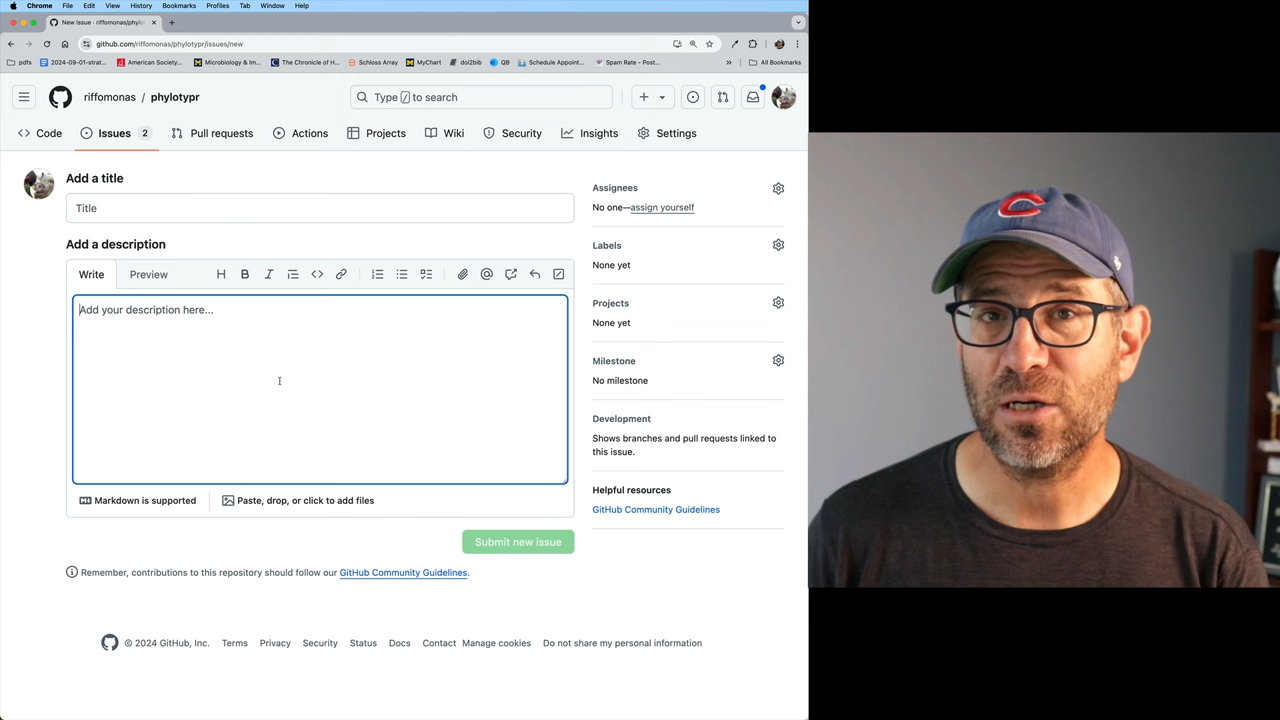 Chrome File Edit View History Bookmarks Profiles Tab Window Help
New Issue · riffomonas/phylo
github.com/riffomonas/phylotypr/issues/new
pdfs 2024-09-01-strat... American Society... Microbiology & Im... The Chronicle of H... Schloss Array MyChart doi2bib QB Schedule Appoint... Spam Rate - Post... » All Bookmarks
riffomonas / phylotypr Type / to search
Code Issues 2 Pull requests Actions Projects Wiki Security Insights Settings
Add a title
Title
Add a description
Write Preview H B I
Add your description here...
Markdown is supported Paste, drop, or click to add files
Submit new issue
Remember, contributions to this repository should follow our GitHub Community Guidelines.
Assignees
No one—assign yourself
Labels
None yet
Projects
None yet
Milestone
No milestone
Development
Shows branches and pull requests linked to
this issue.
Helpful resources
GitHub Community Guidelines
© 2024 GitHub, Inc. Terms Privacy Security Status Docs Contact Manage cookies Do not share my personal information
C